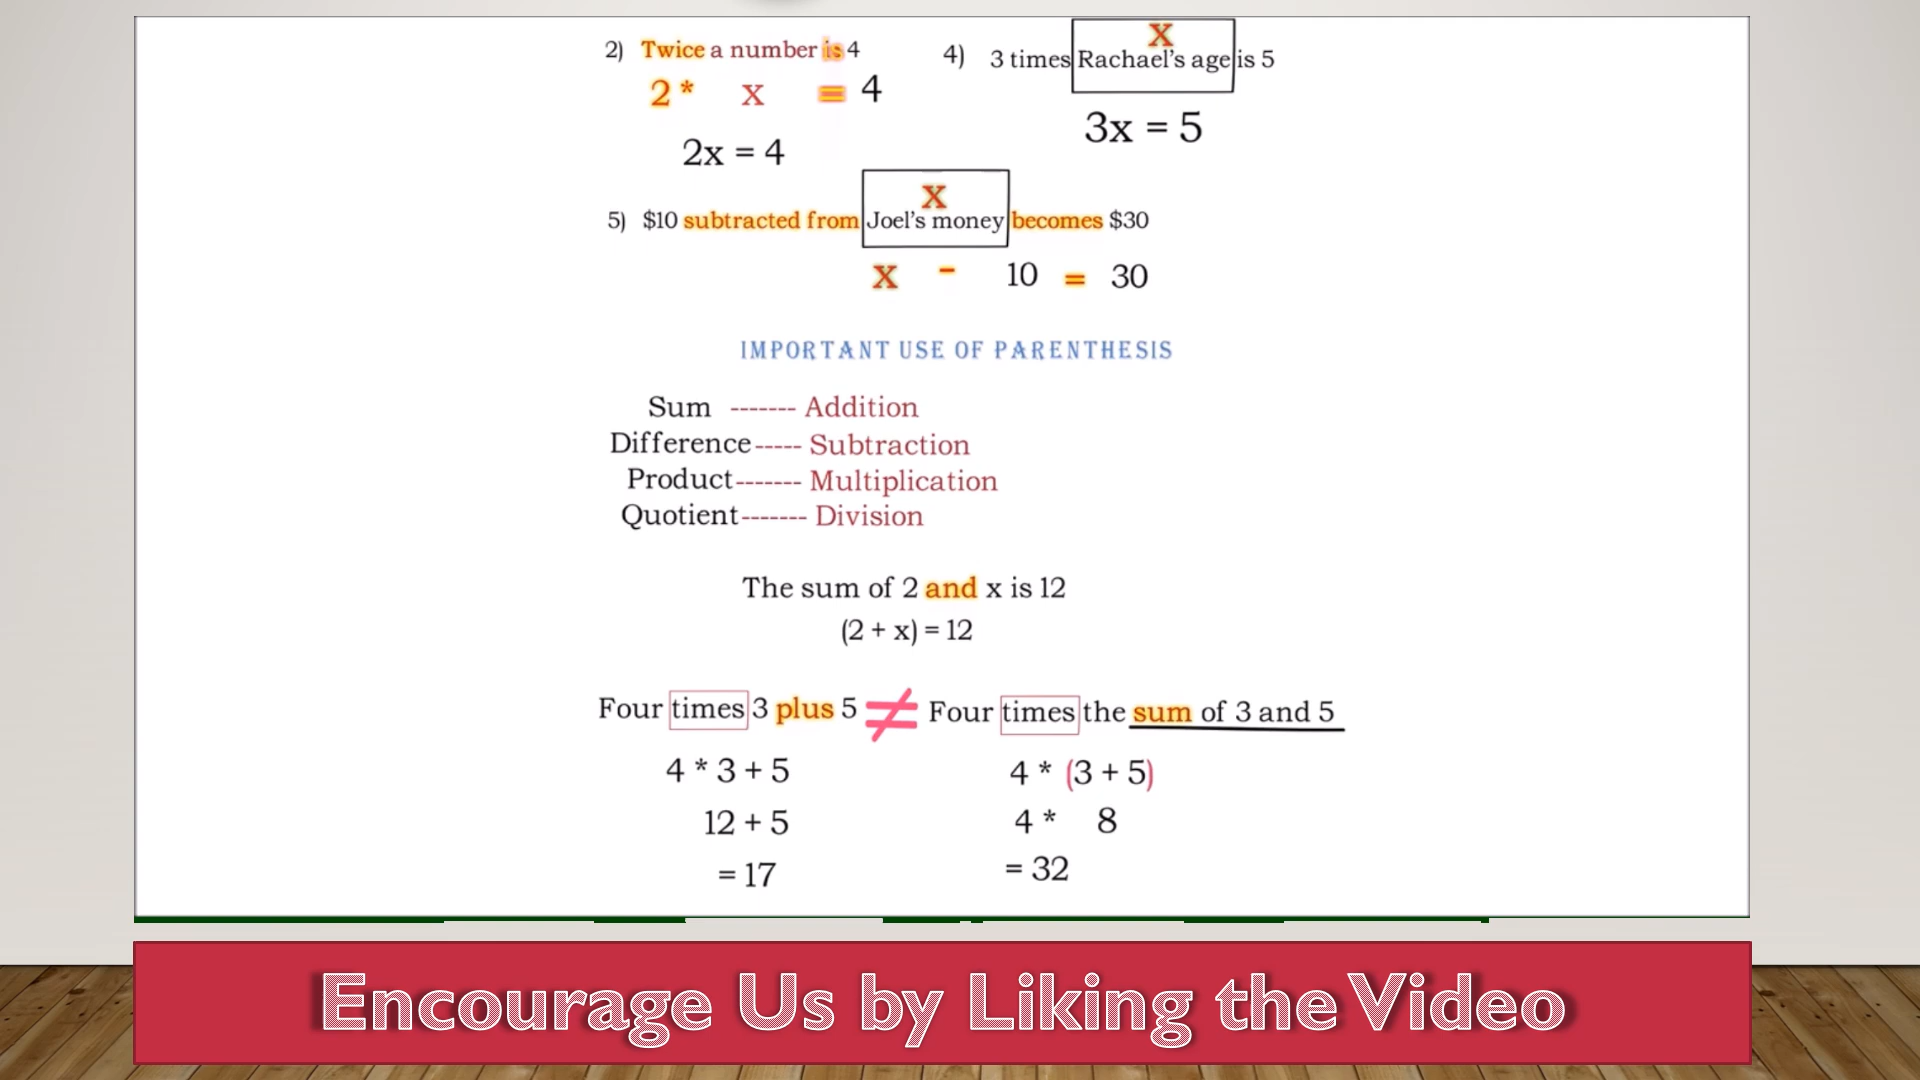 2) Twice a number is 4
2 * x = 4
2x = 4
4) x
3 times Rachael's age is 5
3x = 5
x
5) $10 subtracted from Joel's money becomes $30
x - 10 = 30
IMPORTANT USE OF PARENTHESIS
Sum ------- Addition
Difference ----- Subtraction
Product ------- Multiplication
Quotient ------- Division
The sum of 2 and x is 12
(2 + x) = 12
Four times 3 plus 5 ≠ Four times the sum of 3 and 5
4 * 3 + 5
12 + 5
= 17
4 * (3 + 5)
4 * 8
= 32
Encourage Us by Liking the Video